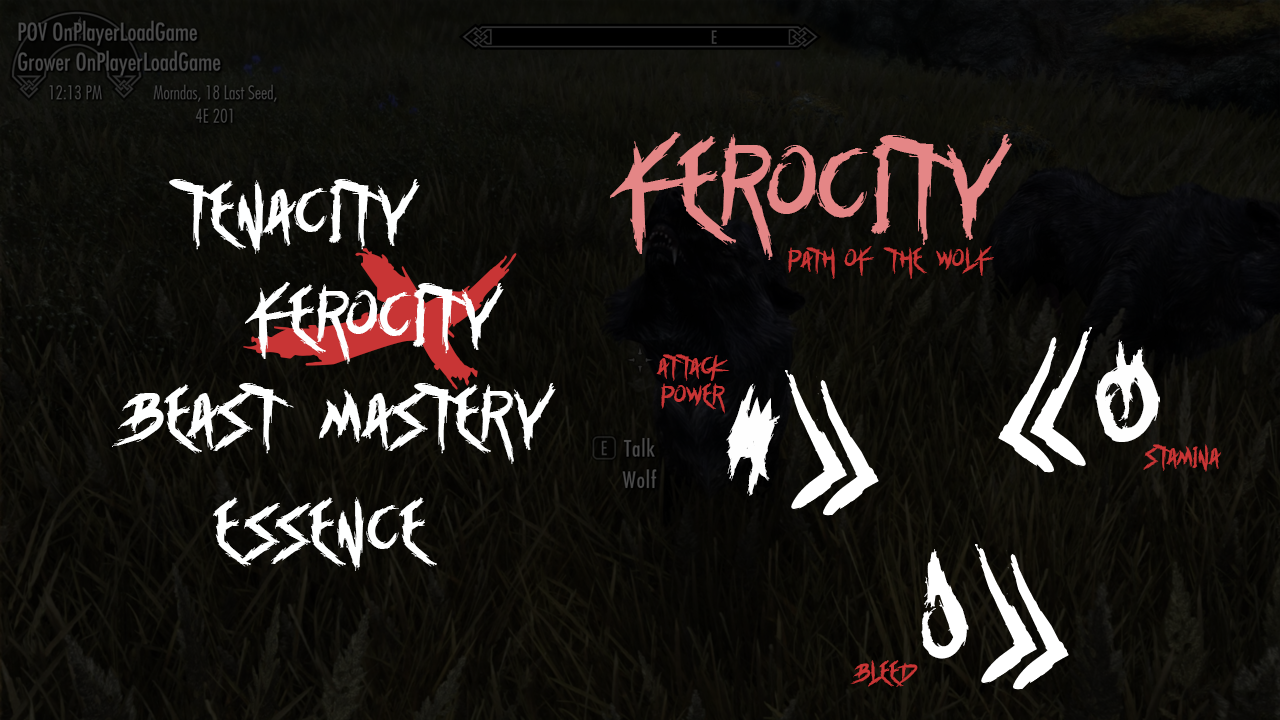 POV OnPlayerLoadGame
Grower OnPlayerLoadGame
12:13 PM
Morndas, 18 Last Seed,
4E 201
E
TENACITY
FEROCITY
BEAST MASTERY
ESSENCE
FEROCITY
PATH OF THE WOLF
ATTACK
POWER
STAMINA
E Talk
Wolf
BLEED